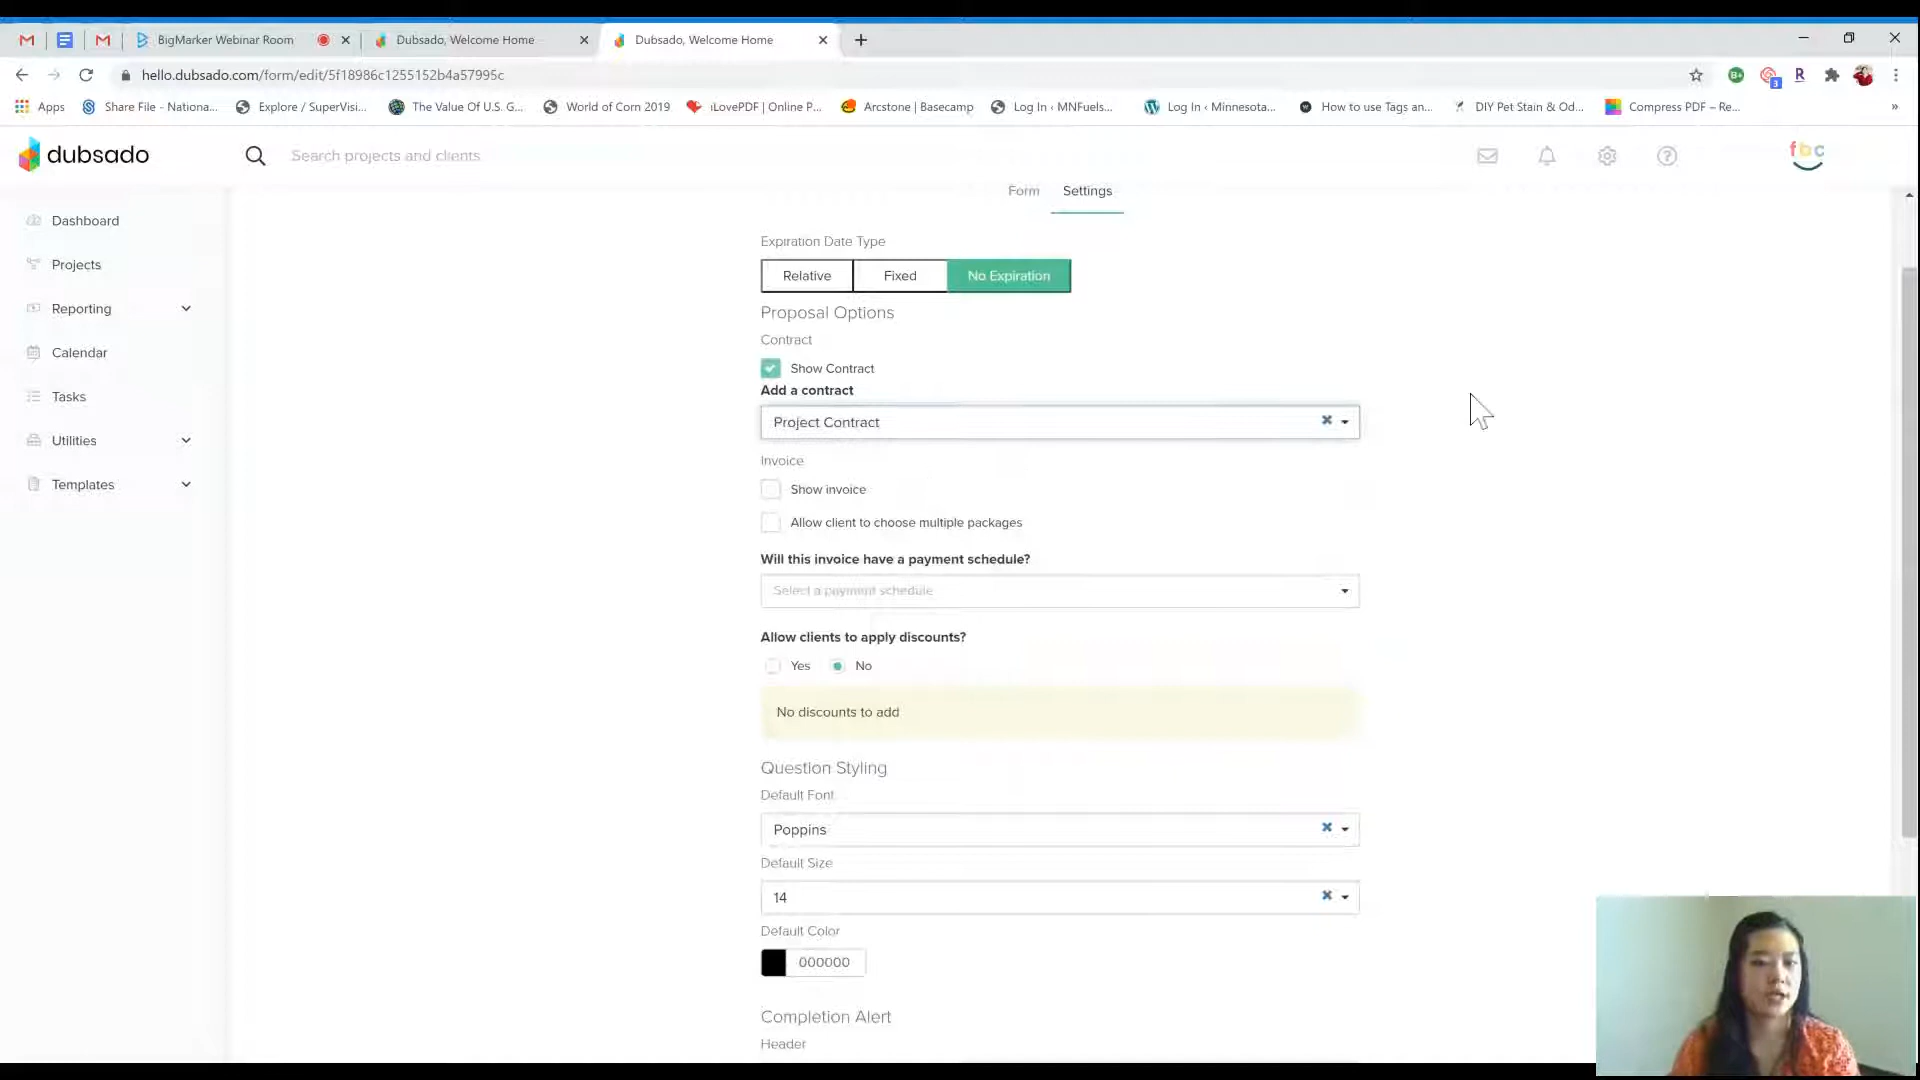 BigMarker Webinar Room
Dubsado, Welcome Home
Dubsado, Welcome Home
hello.dubsado.com/form/edit/5f18986c1255152b4a57995c
B+
3
R
Apps
Share File - Nationa...
Explore / SuperVisi...
The Value Of U.S. G...
World of Corn 2019
iLovePDF | Online P...
Arcstone | Basecamp
Log In ‹ MNFuels...
Log In ‹ Minnesota...
How to use Tags an...
DIY Pet Stain & Od...
Compress PDF – Re...
»
dubsado
Search projects and clients
fbc
Form
Settings
Dashboard
Projects
Reporting
Calendar
Tasks
Utilities
Templates
Expiration Date Type
Relative
Fixed
No Expiration
Proposal Options
Contract
Show Contract
Add a contract
Project Contract
Invoice
Show invoice
Allow client to choose multiple packages
Will this invoice have a payment schedule?
Select a payment schedule
Allow clients to apply discounts?
Yes
No
No discounts to add
Question Styling
Default Font
Poppins
Default Size
14
Default Color
000000
Completion Alert
Header